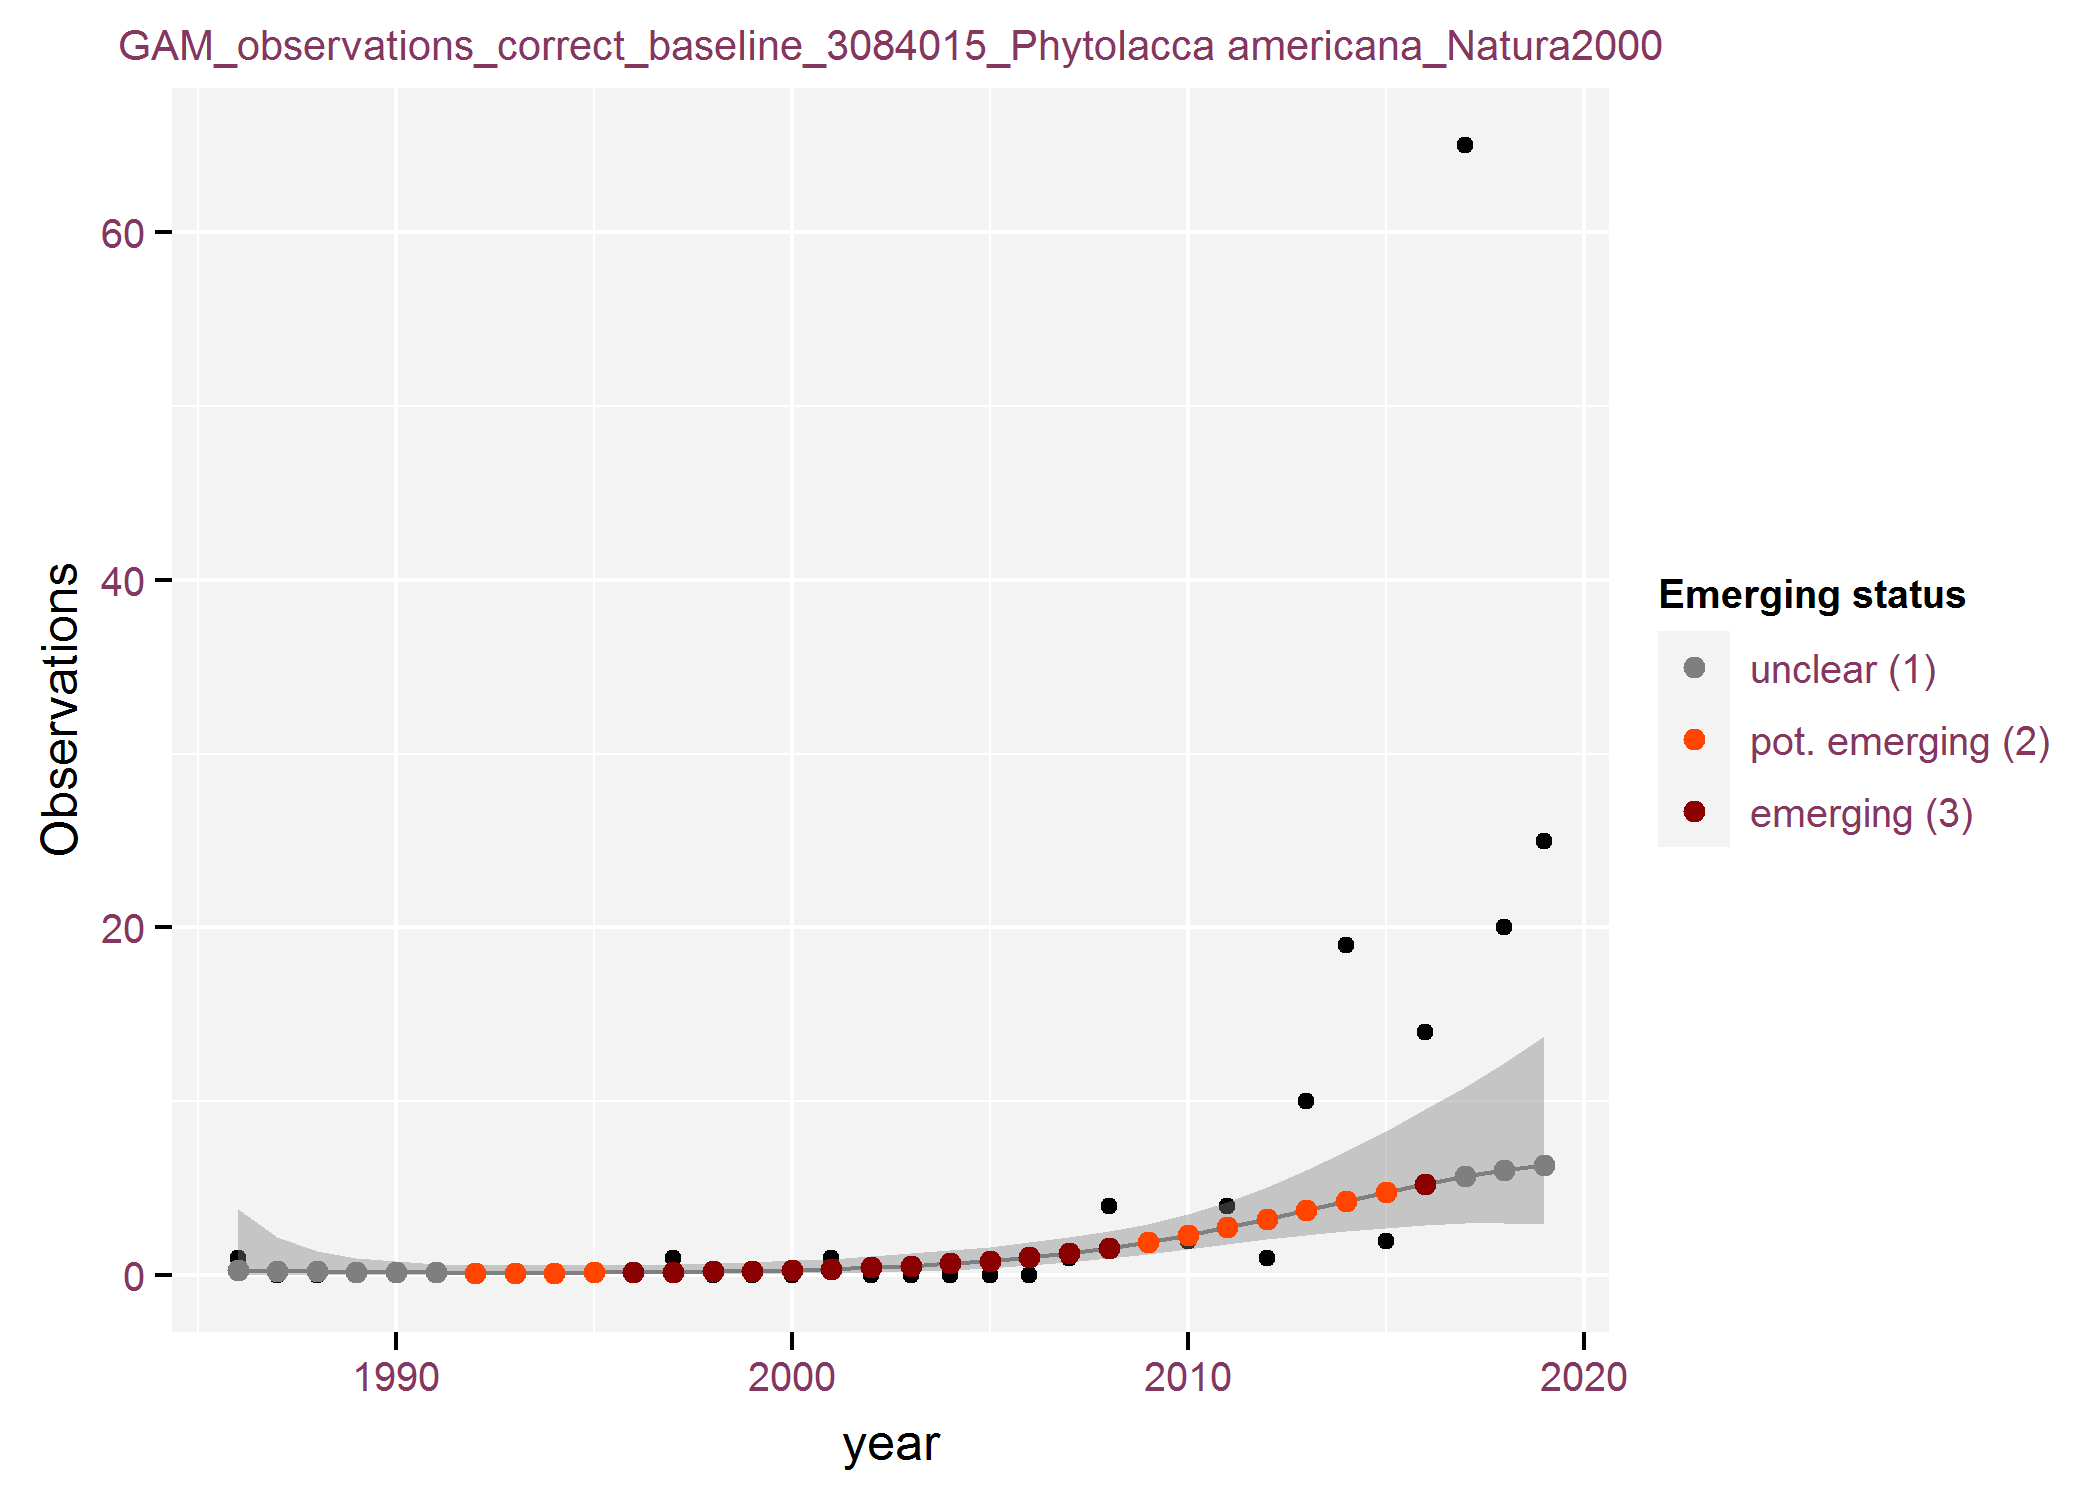 GAM_observations_correct_baseline_3084015_Phytolacca americana_Natura2000
60
40
20
0
Observations
1990
2000
2010
2020
year
Emerging status
unclear (1)
pot. emerging (2)
emerging (3)